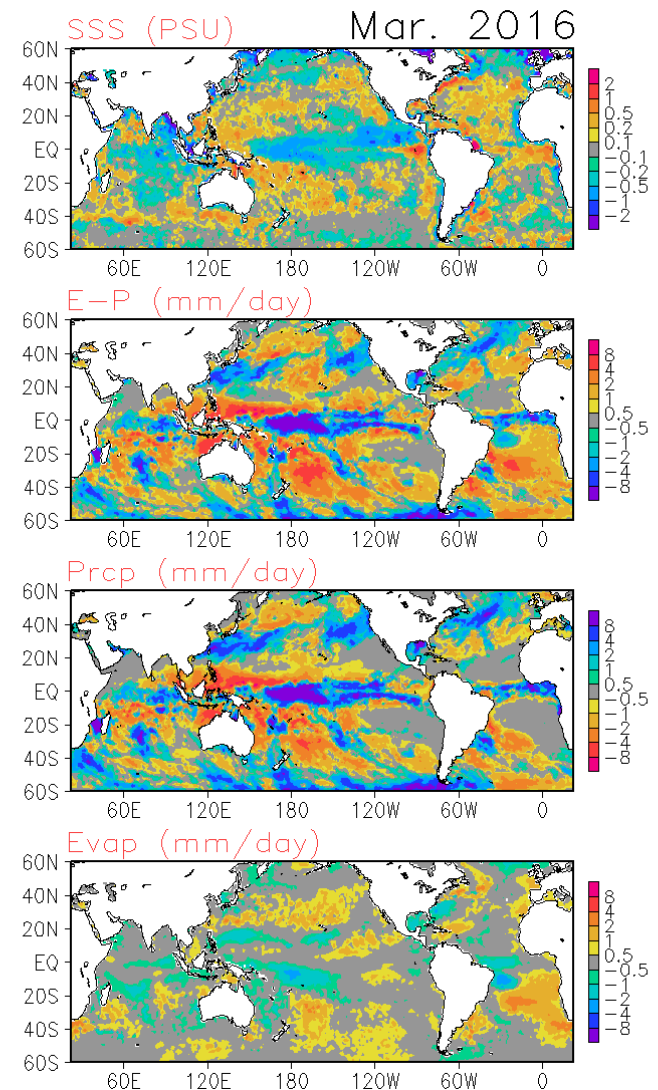 SSS (PSU) Mar. 2016
60N
40N
20N
EQ
20S
40S
60S
60E 120E 180 120W 60W 0
2
1
0.5
0.2
0.1
−0.1
−0.2
−0.5
−1
−2
E−P (mm/day)
60N
40N
20N
EQ
20S
40S
60S
60E 120E 180 120W 60W 0
8
4
2
1
0.5
−0.5
−1
−2
−4
−8
Prcp (mm/day)
60N
40N
20N
EQ
20S
40S
60S
60E 120E 180 120W 60W 0
8
4
2
1
0.5
−0.5
−1
−2
−4
−8
Evap (mm/day)
60N
40N
20N
EQ
20S
40S
60S
60E 120E 180 120W 60W 0
8
4
2
1
0.5
−0.5
−1
−2
−4
−8